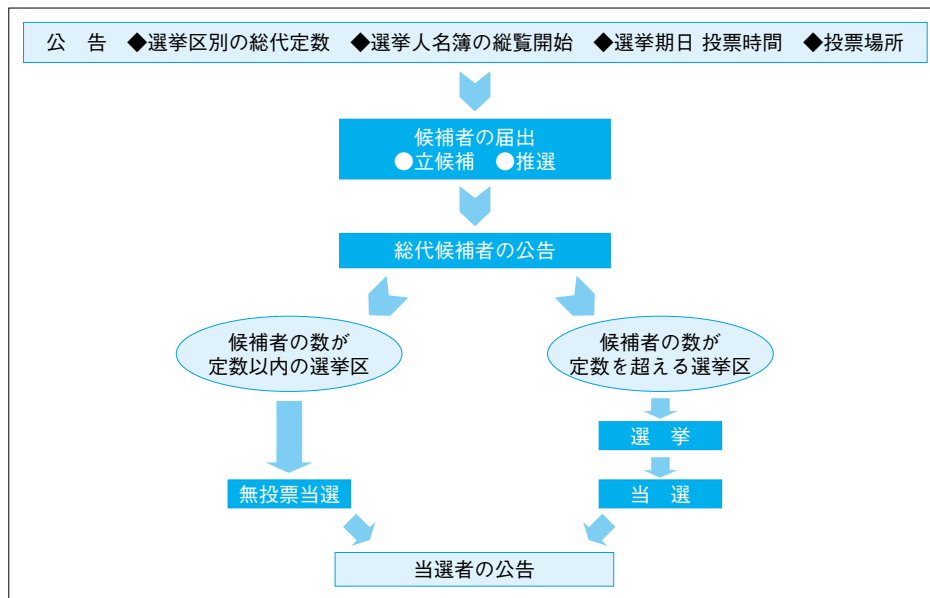 公　告　◆選挙区別の総代定数　◆選挙人名簿の縦覧開始　◆選挙期日 投票時間　◆投票場所
候補者の届出
●立候補　●推選
総代候補者の公告
候補者の数が
定数以内の選挙区
候補者の数が
定数を超える選挙区
選　挙
無投票当選
当　選
当選者の公告